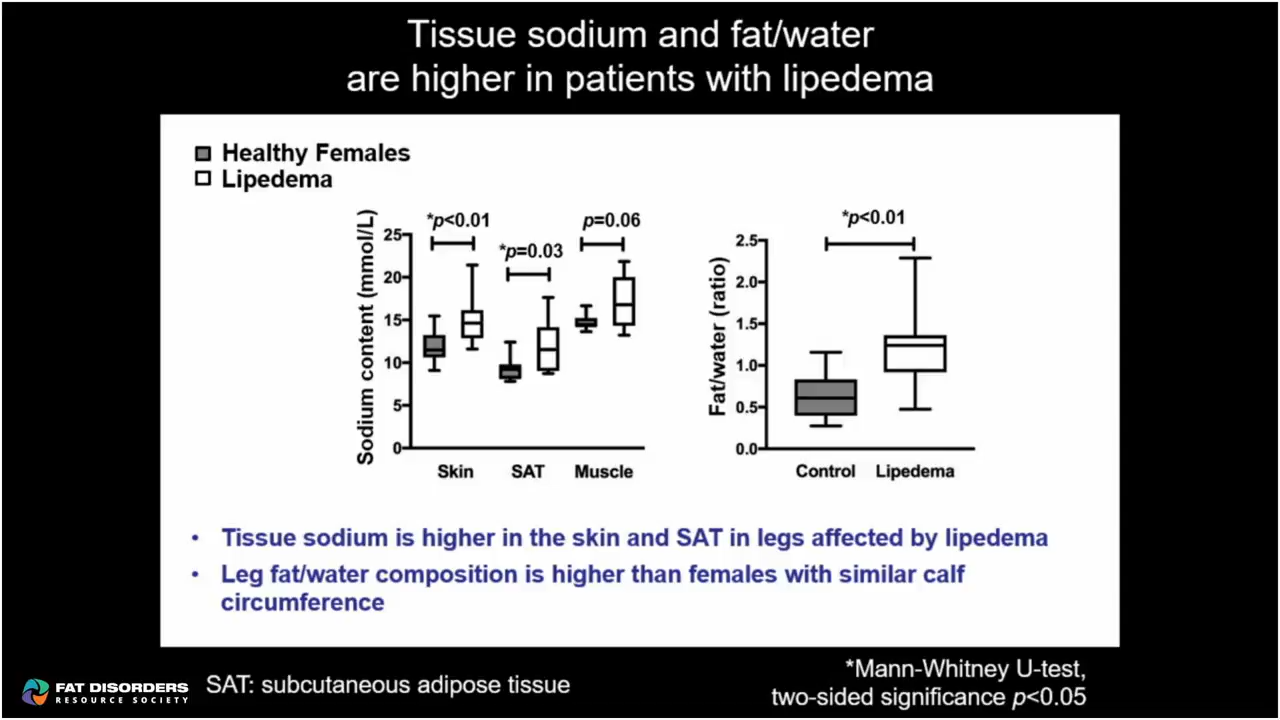 Tissue sodium and fat/water
are higher in patients with lipedema
Healthy Females
Lipedema
Sodium content (mmol/L)
25
20
15
10
5
0
*p<0.01
*p=0.03
p=0.06
Skin
SAT
Muscle
Fat/water (ratio)
2.5
2.0
1.5
1.0
0.5
0.0
*p<0.01
Control
Lipedema
• Tissue sodium is higher in the skin and SAT in legs affected by lipedema
• Leg fat/water composition is higher than females with similar calf
circumference
FAT DISORDERS
RESOURCE SOCIETY
SAT: subcutaneous adipose tissue
*Mann-Whitney U-test,
two-sided significance p<0.05